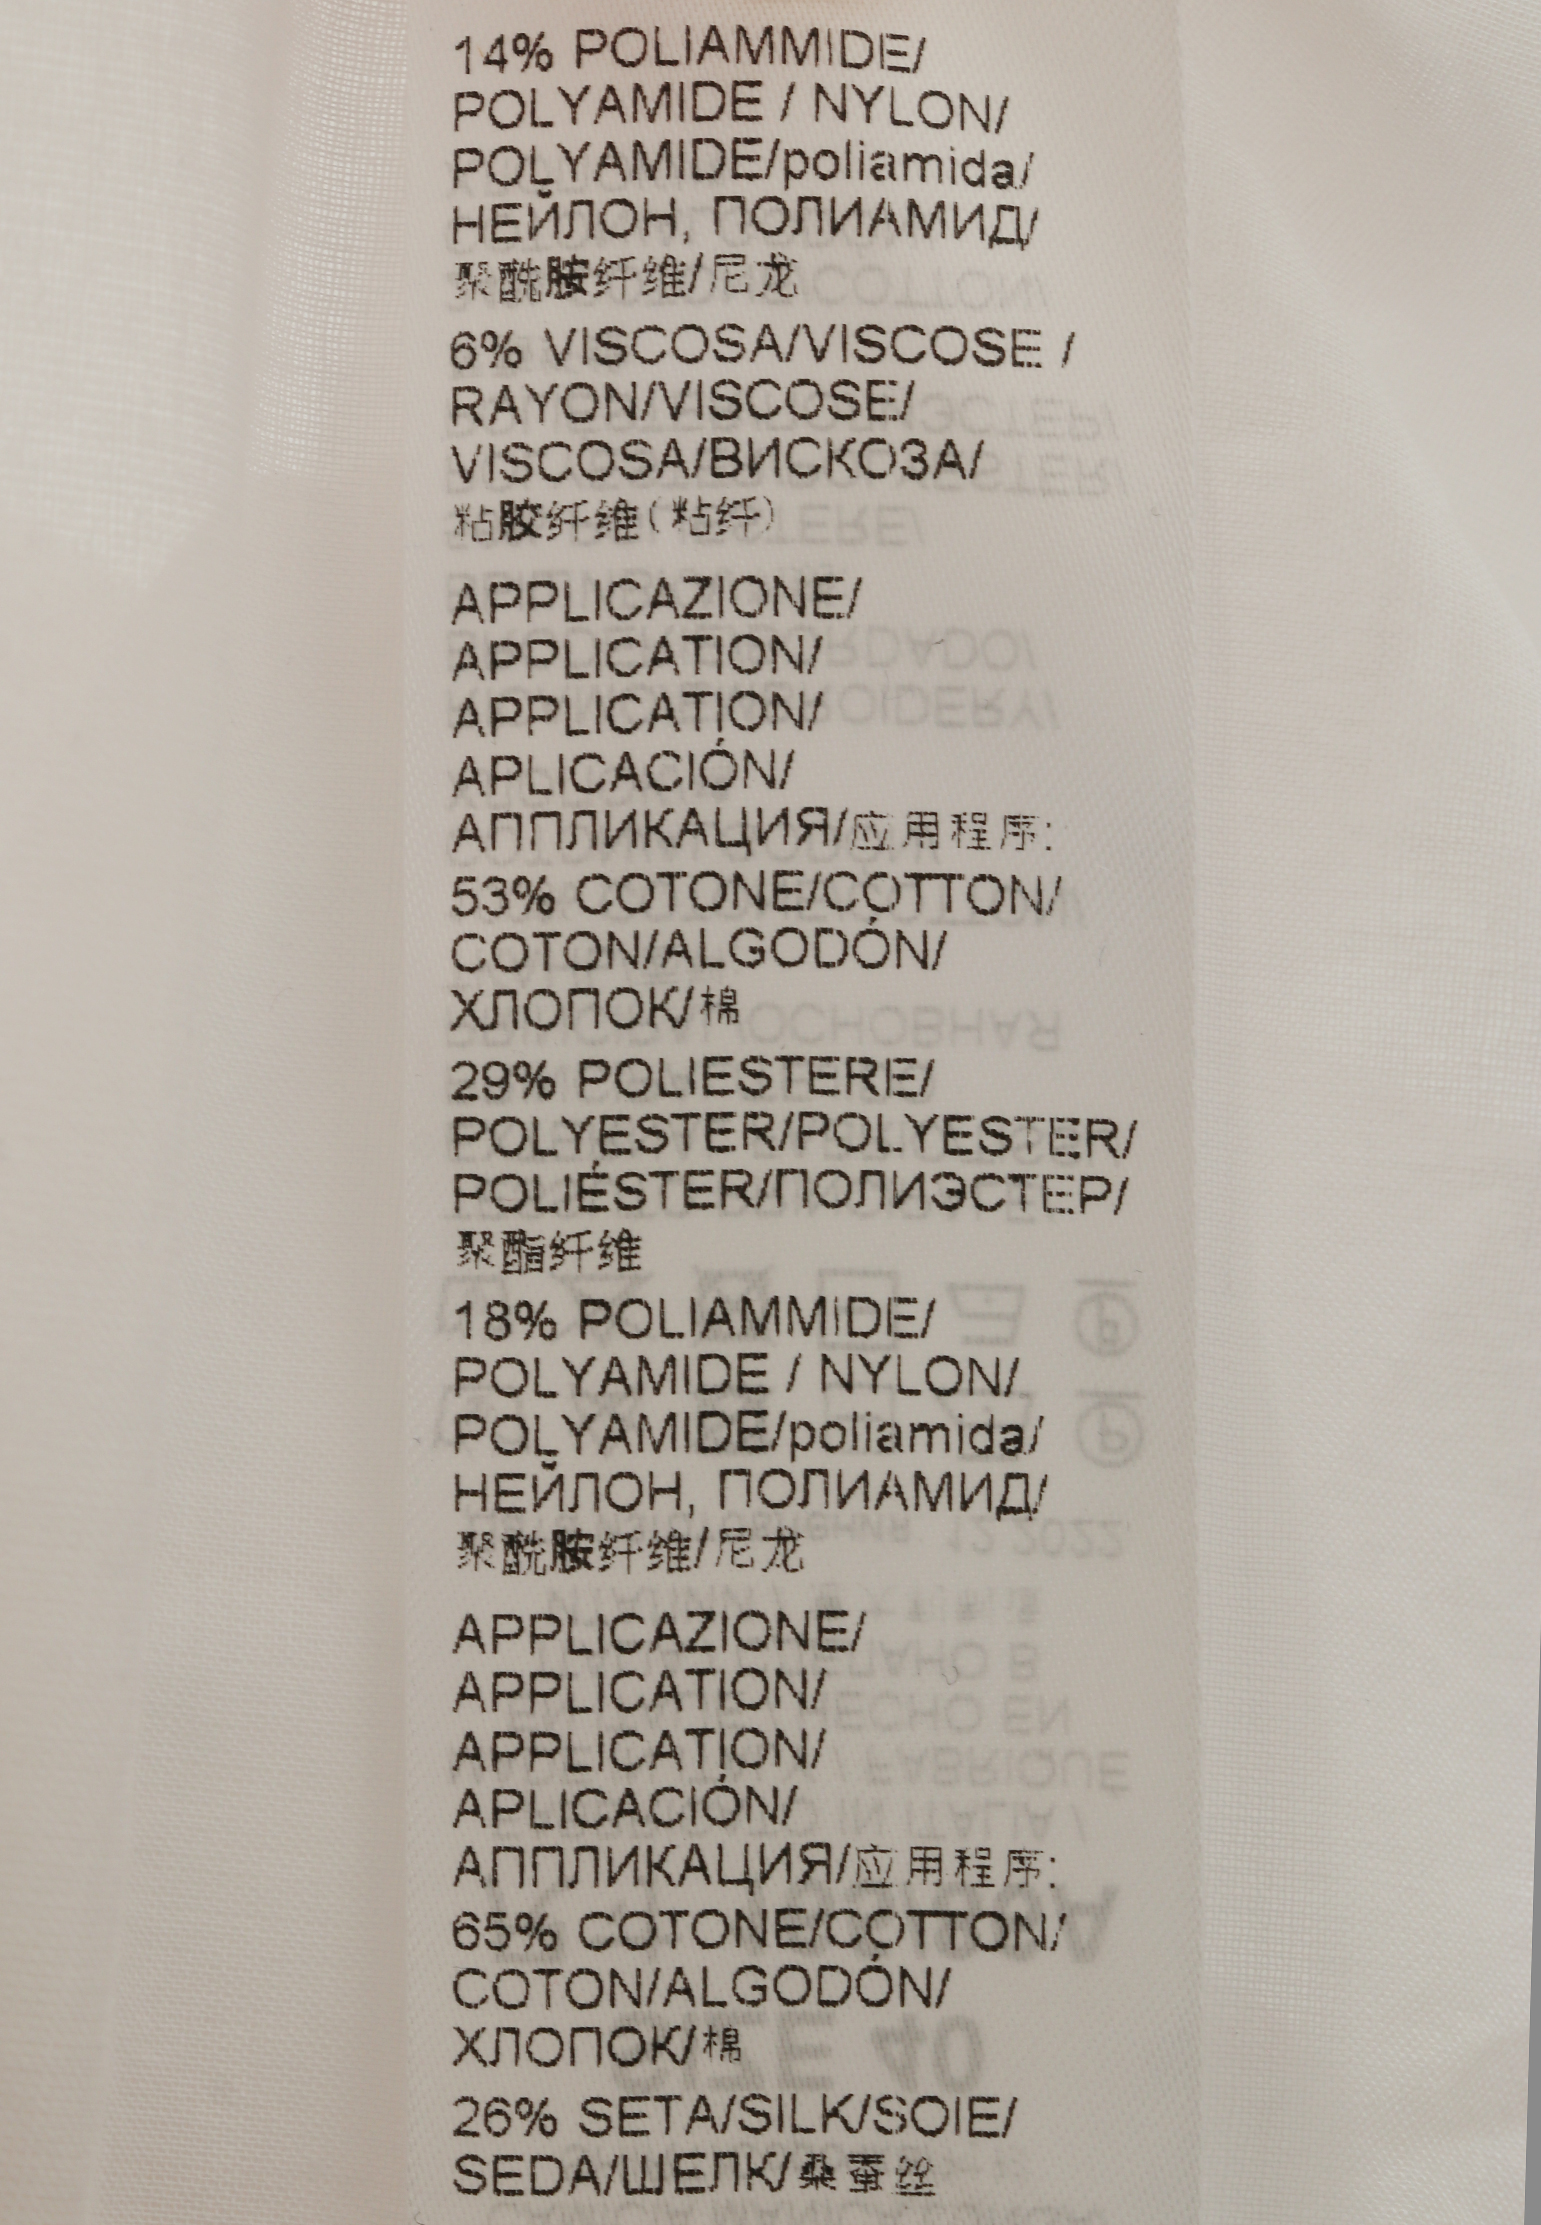 14% POLIAMMIDE/
POLYAMIDE / NYLON/
POLYAMIDE/poliamida/
НЕЙЛОН, ПОЛИАМИД/
聚酰胺纤维/尼龙
6% VISCOSA/VISCOSE /
RAYON/VISCOSE/
VISCOSA/ВИСКОЗА/
粘胶纤维(粘纤)
APPLICAZIONE/
APPLICATION/
APPLICATION/
APLICACIÓN/
АППЛИКАЦИЯ/应用程序:
53% COTONE/COTTON/
COTON/ALGODÓN/
ХЛОПОК/棉
29% POLIESTERE/
POLYESTER/POLYESTER/
POLIÉSTER/ПОЛИЭСТЕР/
聚酯纤维
18% POLIAMMIDE/
POLYAMIDE / NYLON/
POLYAMIDE/poliamida/
НЕЙЛОН, ПОЛИАМИД/
聚酰胺纤维/尼龙
APPLICAZIONE/
APPLICATION/
APPLICATION/
APLICACIÓN/
АППЛИКАЦИЯ/应用程序:
65% COTONE/COTTON/
COTON/ALGODÓN/
ХЛОПОК/棉
26% SETA/SILK/SOIE/
SEDA/ШЕЛК/桑蚕丝